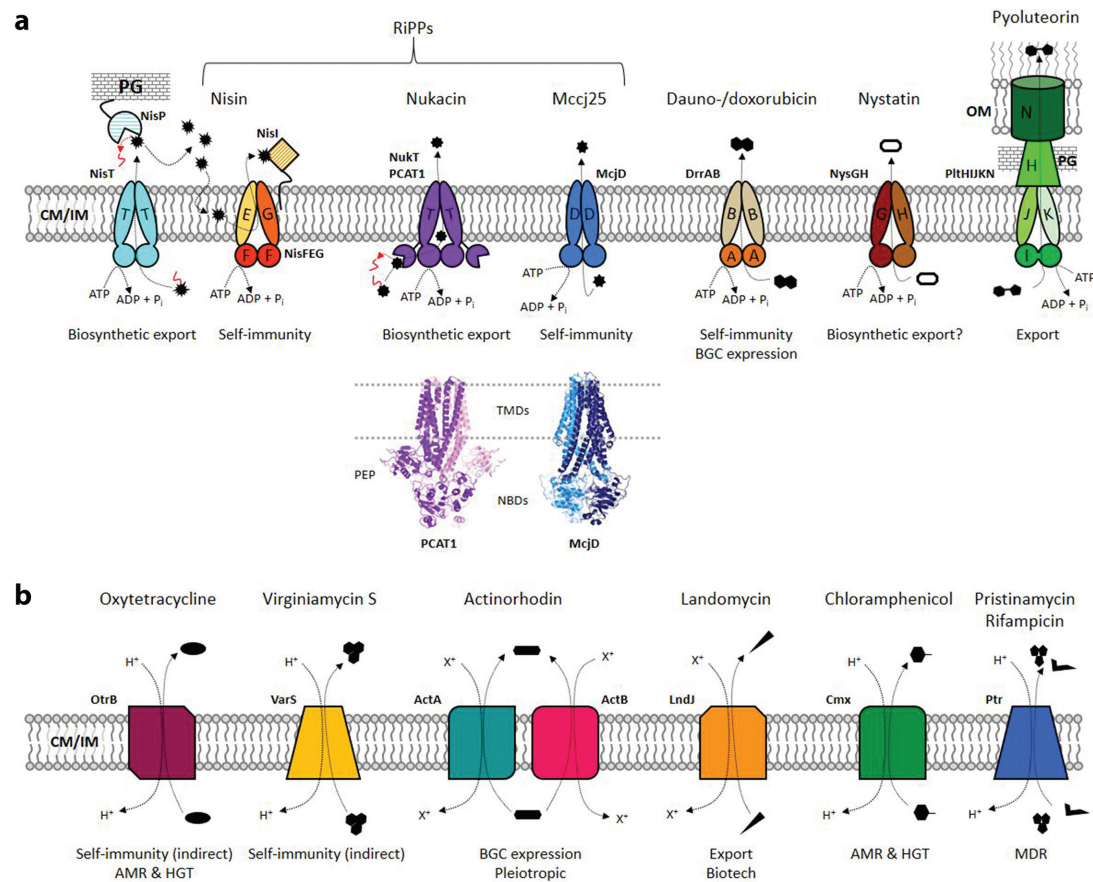 a
RiPPs
Pyoluteorin
PG
Nisin
Nukacin
Mccj25
Dauno-/doxorubicin
Nystatin
NisP
NisI
OM
N
NukT
PCAT1
NisT
McjD
DrrAB
NysGH
PltHIJKN
H
PG
CM/IM
T T
E G
T T
D D
B B
G H
J K
F F
NisFEG
A A
I
ATP
ADP + Pi
ATP
ADP + Pi
ATP
ADP + Pi
ATP
ADP + Pi
ATP
ADP + Pi
ATP
ADP + Pi
ATP
ADP + Pi
Biosynthetic export
Self-immunity
Biosynthetic export
Self-immunity
Self-immunity
BGC expression
Biosynthetic export?
Export
TMDs
PEP
NBDs
PCAT1
McjD
b
Oxytetracycline
Virginiamycin S
Actinorhodin
Landomycin
Chloramphenicol
Pristinamycin
Rifampicin
H+
H+
X+
X+
X+
H+
H+
OtrB
VarS
ActA
ActB
LndJ
Cmx
Ptr
CM/IM
H+
H+
X+
X+
X+
H+
H+
Self-immunity (indirect)
AMR & HGT
Self-immunity (indirect)
BGC expression
Pleiotropic
Export
Biotech
AMR & HGT
MDR